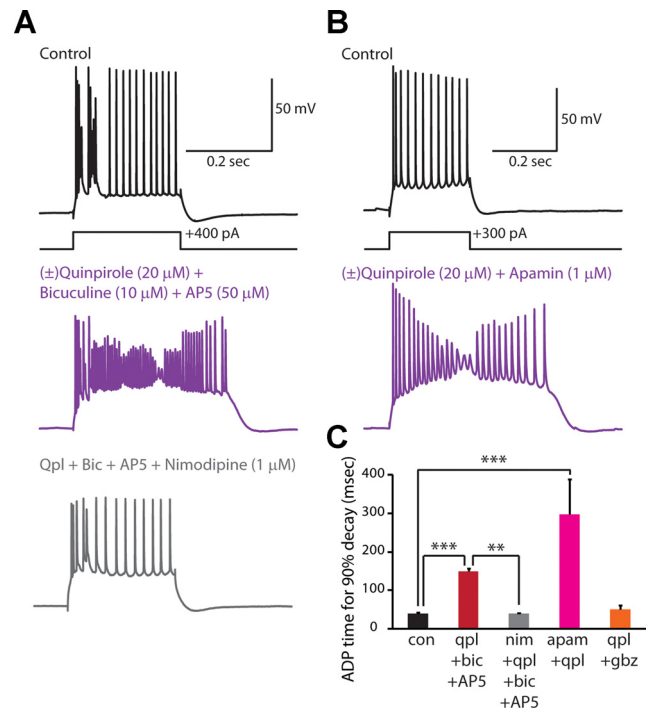 A
Control
50 mV
0.2 sec
+400 pA
(±)Quinpirole (20 μM) +
Bicuculine (10 μM) + AP5 (50 μM)
Qpl + Bic + AP5 + Nimodipine (1 μM)
B
Control
50 mV
0.2 sec
+300 pA
(±)Quinpirole (20 μM) + Apamin (1 μM)
C
ADP time for 90% decay (msec)
400
300
200
100
0
***
***
**
con
qpl
+bic
+AP5
nim
+qpl
+bic
+AP5
apam
+qpl
qpl
+gbz